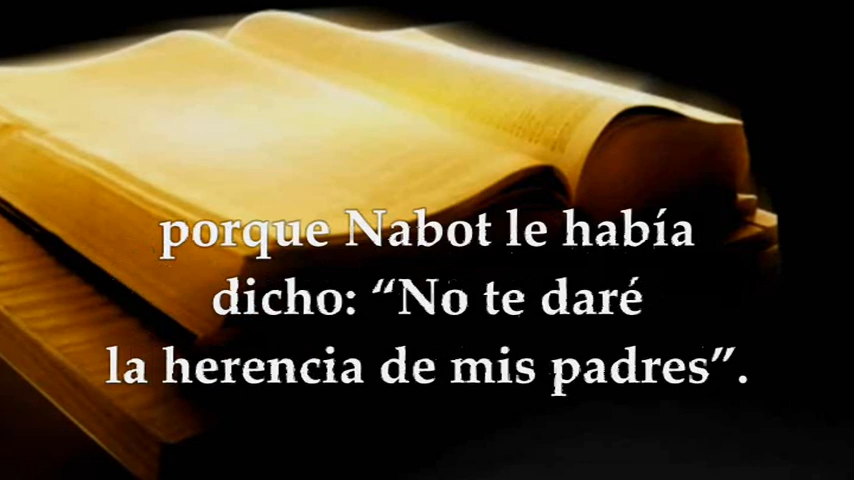 porque Nabot le había
dicho: “No te daré
la herencia de mis padres”.